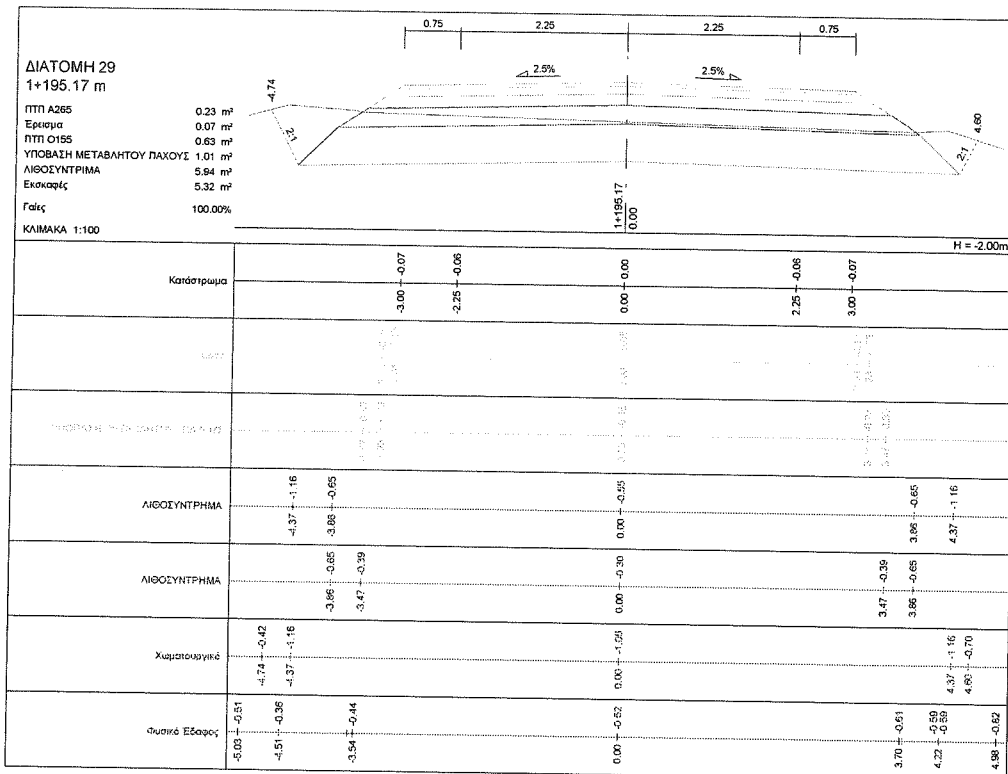 0.75 2.25 2.25 0.75
ΔΙΑΤΟΜΗ 29
1+195.17 m
ΠΤΠ Α265 0.23 m²
Έρεισμα 0.07 m²
ΠΤΠ Ο155 0.63 m²
ΥΠΟΒΑΣΗ ΜΕΤΑΒΛΗΤΟΥ ΠΑΧΟΥΣ 1.01 m²
ΛΙΘΟΣΥΝΤΡΙΜΑ 5.94 m²
Εκσκαφές 5.32 m²
Γαίες 100.00%
ΚΛΙΜΑΚΑ 1:100
-4.74
2:1
2.5% 2.5%
4.60
2:1
1+195.17
0.00
H = -2.00m
Κατάστρωμα
-3.00 -0.07
-2.25 -0.06
0.00 0.00
2.25 -0.06
3.00 -0.07
ΛΙΘΟΣΥΝΤΡΗΜΑ
-4.37 -1.16
-3.86 -0.65
0.00 -0.55
3.86 -0.65
4.37 -1.16
ΛΙΘΟΣΥΝΤΡΗΜΑ
-3.86 -0.65
-3.47 -0.39
0.00 -0.30
3.47 -0.39
3.86 -0.65
Χωματουργικά
-4.74 -0.42
-4.37 -1.16
0.00 -1.05
4.37 -1.16
4.60 -0.70
Φυσικό Έδαφος
-5.03 -0.51
-4.51 -0.36
-3.54 -0.44
0.00 -0.52
3.70 -0.61
4.22 -0.59
-0.59
4.98 -0.82